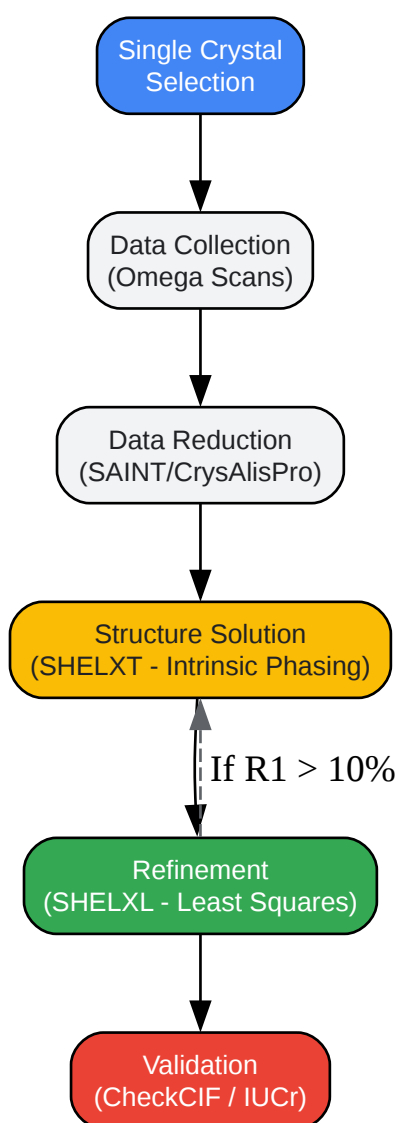 Single Crystal
Selection
Data Collection
(Omega Scans)
Data Reduction
(SAINT/CrysAlisPro)
Structure Solution
(SHELXT - Intrinsic Phasing)
If R1 > 10%
Refinement
(SHELXL - Least Squares)
Validation
(CheckCIF / IUCr)